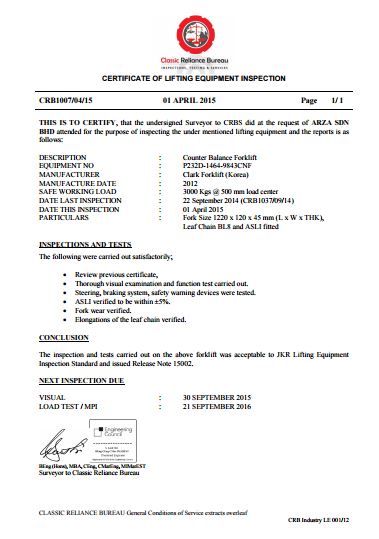 Classic Reliance Bureau
INSPECTIONS, TESTING & SERVICES
CERTIFICATE OF LIFTING EQUIPMENT INSPECTION
CRB1007/04/15 01 APRIL 2015 Page 1/ 1
THIS IS TO CERTIFY, that the undersigned Surveyor to CRBS did at the request of ARZA SDN
BHD attended for the purpose of inspecting the under mentioned lifting equipment and the reports is as
follows:
DESCRIPTION : Counter Balance Forklift
EQUIPMENT NO : P232D-1464-9843CNF
MANUFACTURER : Clark Forklift (Korea)
MANUFACTURE DATE : 2012
SAFE WORKING LOAD : 3000 Kgs @ 500 mm load center
DATE LAST INSPECTION : 22 September 2014 (CRB1037/09/14)
DATE THIS INSPECTION : 01 April 2015
PARTICULARS : Fork Size 1220 x 120 x 45 mm (L x W x THK),
Leaf Chain BL8 and ASLI fitted
INSPECTIONS AND TESTS
The following were carried out satisfactorily;
• Review previous certificate,
• Thorough visual examination and function test carried out.
• Steering, braking system, safety warning devices were tested.
• ASLI verified to be within ±5%.
• Fork wear verified.
• Elongations of the leaf chain verified.
CONCLUSION
The inspection and tests carried out on the above forklift was acceptable to JKR Lifting Equipment
Inspection Standard and issued Release Note 15002.
NEXT INSPECTION DUE
VISUAL : 30 SEPTEMBER 2015
LOAD TEST / MPI : 21 SEPTEMBER 2016
Engineering
Council
BEng (Hons), MBA, CEng, CMarEng, MIMarEST
Surveyor to Classic Reliance Bureau
CLASSIC RELIANCE BUREAU General Conditions of Service extracts overleaf
CRB Industry LE 001/12